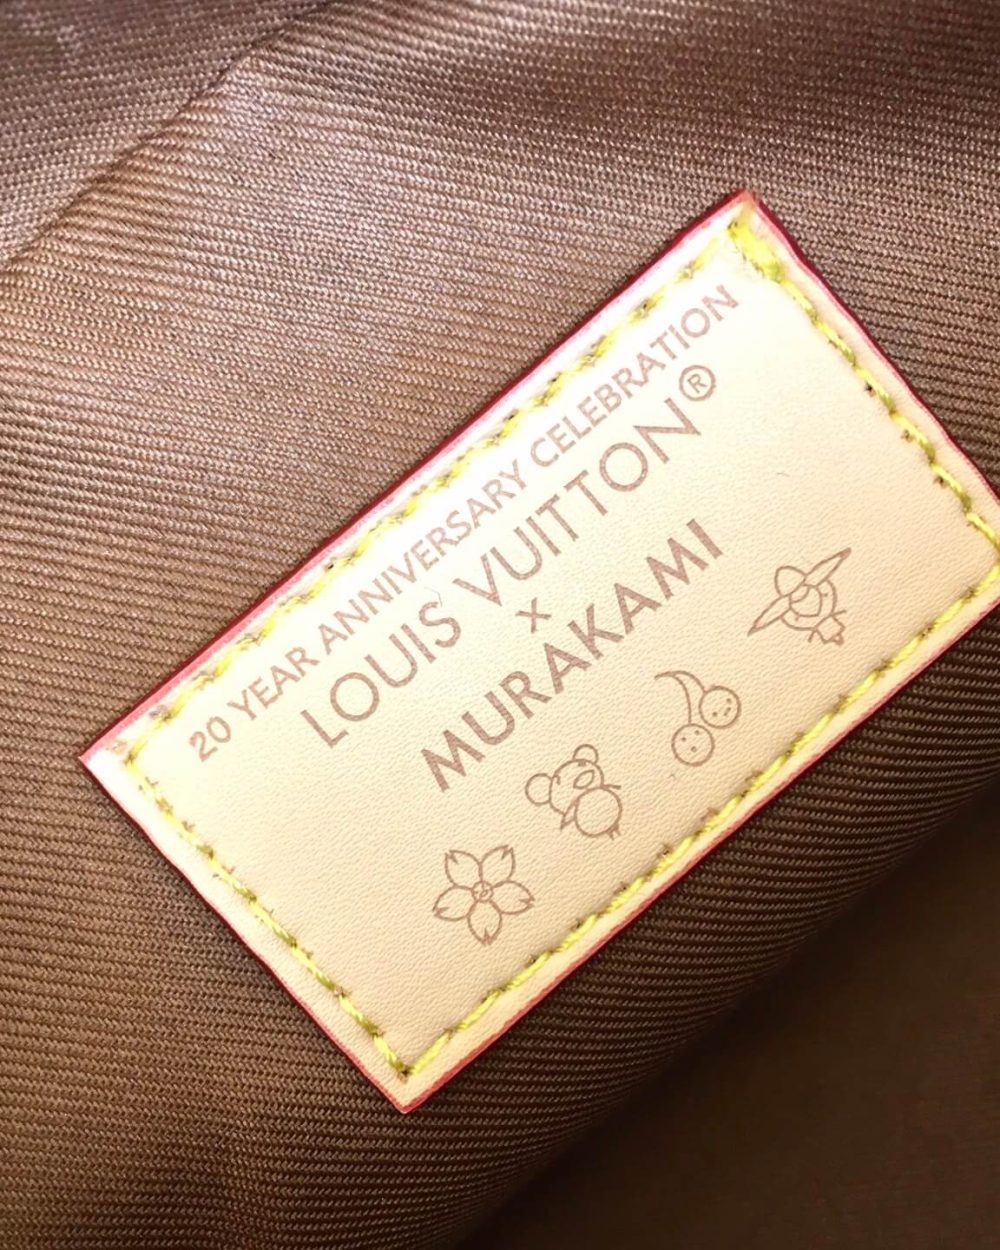 20 YEAR ANNIVERSARY CELEBRATION
LOUIS VUITTON®
×
MURAKAMI